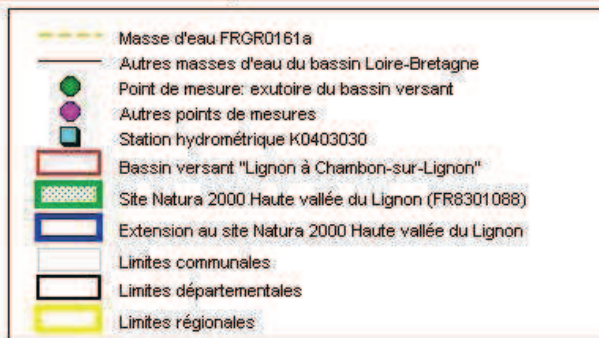 Masse d'eau FRGR0161a
Autres masses d'eau du bassin Loire-Bretagne
Point de mesure: exutoire du bassin versant
Autres points de mesures
Station hydrométrique K0403030
Bassin versant "Lignon à Chambon-sur-Lignon"
Site Natura 2000 Haute vallée du Lignon (FR8301088)
Extension au site Natura 2000 Haute vallée du Lignon
Limites communales
Limites départementales
Limites régionales